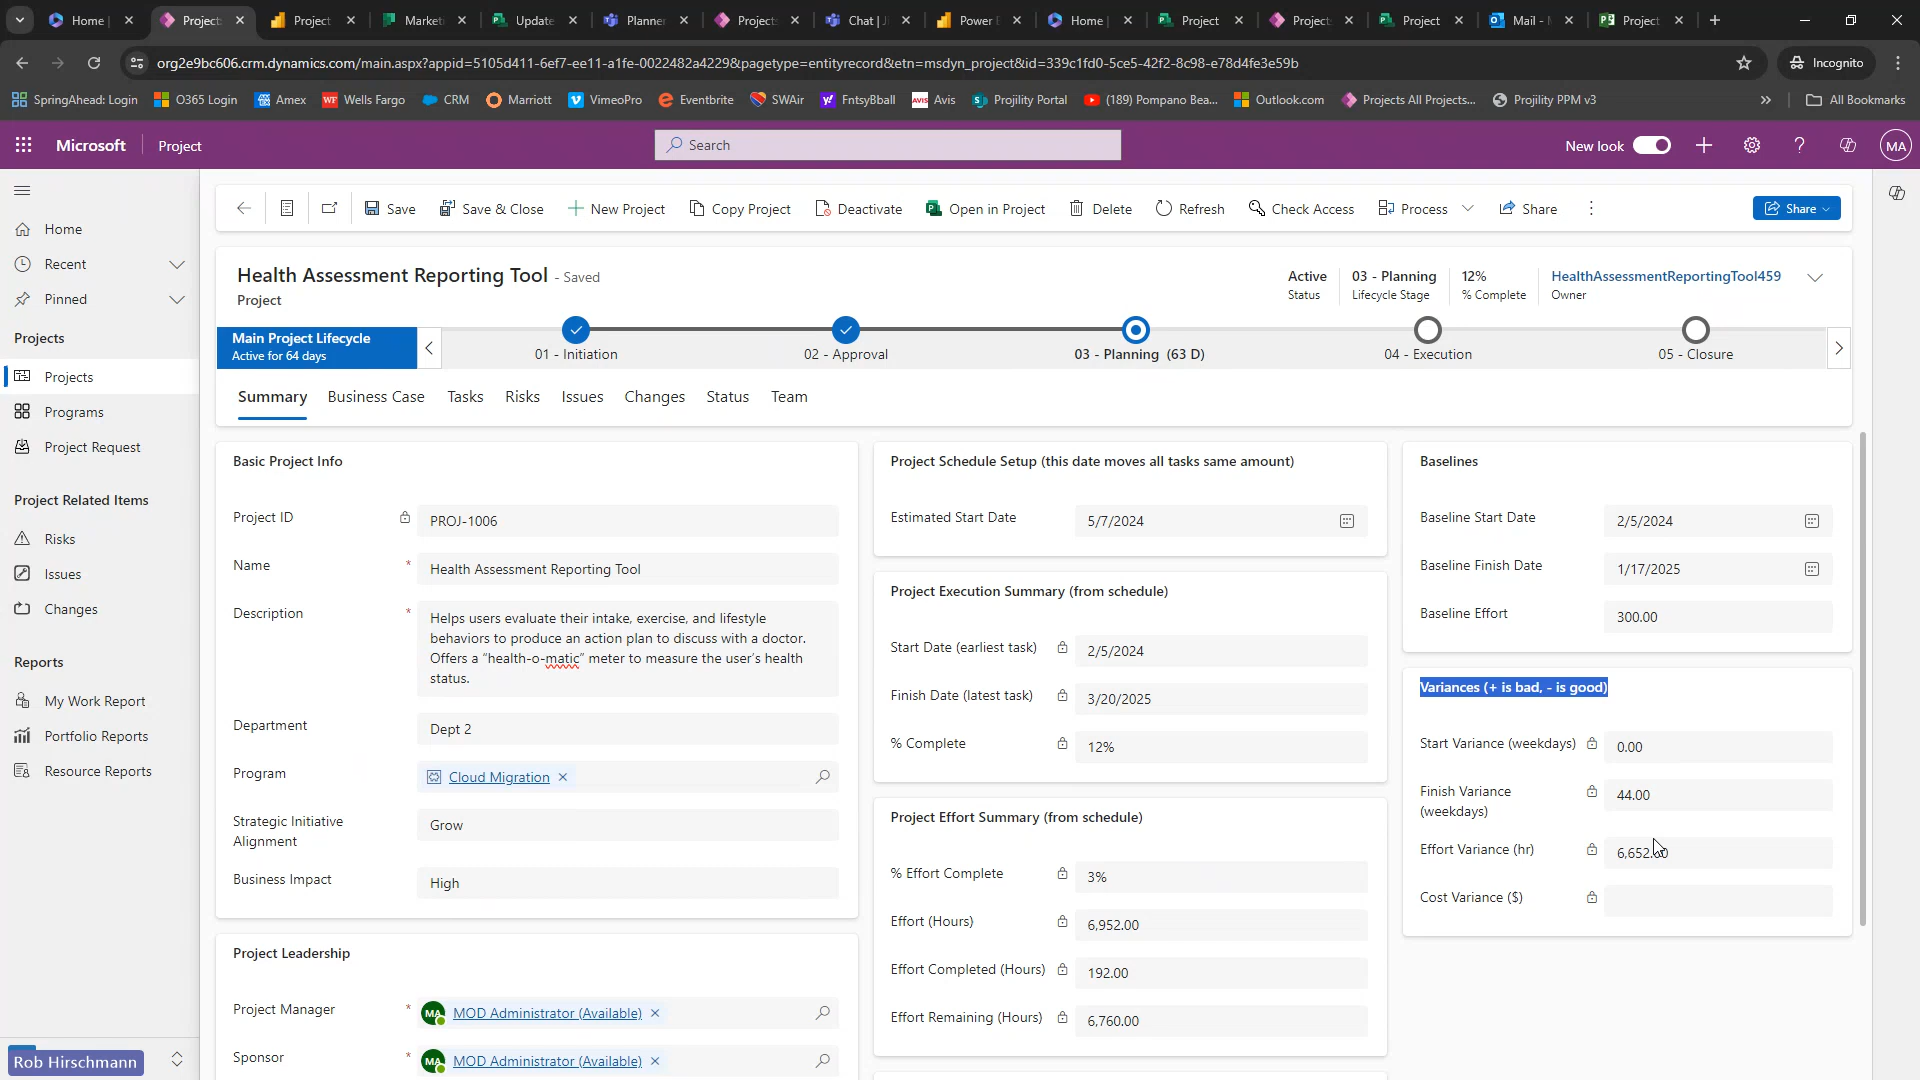 Home |
Projects
Project
Market
Update
Planner
Projects
Chat | J
Power B
Home |
Project
Projects
Project
Mail -
Project
org2e9bc606.crm.dynamics.com/main.aspx?appid=5105d411-6ef7-ee11-a1fe-0022482a4229&pagetype=entityrecord&etn=msdyn_project&id=339c1fd0-5ce5-42f2-8c98-e78d4fe3e59b
Incognito
SpringAhead: Login
O365 Login
Amex
Wells Fargo
CRM
Marriott
VimeoPro
Eventbrite
SWAir
FntsyBball
Avis
Projility Portal
(189) Pompano Bea...
Outlook.com
Projects All Projects...
Projility PPM v3
All Bookmarks
Microsoft
Project
Search
New look
MA
Save
Save & Close
New Project
Copy Project
Deactivate
Open in Project
Delete
Refresh
Check Access
Process
Share
Share
Home
Recent
Pinned
Projects
Projects
Programs
Project Request
Project Related Items
Risks
Issues
Changes
Reports
My Work Report
Portfolio Reports
Resource Reports
Rob Hirschmann
Health Assessment Reporting Tool - Saved
Project
Active
Status
03 - Planning
Lifecycle Stage
12%
% Complete
HealthAssessmentReportingTool459
Owner
Main Project Lifecycle
Active for 64 days
01 - Initiation
02 - Approval
03 - Planning (63 D)
04 - Execution
05 - Closure
Summary
Business Case
Tasks
Risks
Issues
Changes
Status
Team
Basic Project Info
Project ID
PROJ-1006
Name *
Health Assessment Reporting Tool
Description *
Helps users evaluate their intake, exercise, and lifestyle
behaviors to produce an action plan to discuss with a doctor.
Offers a “health-o-matic” meter to measure the user’s health
status.
Department
Dept 2
Program
Cloud Migration
Strategic Initiative
Alignment
Grow
Business Impact
High
Project Leadership
Project Manager *
MA
MOD Administrator (Available)
Sponsor *
MA
MOD Administrator (Available)
Project Schedule Setup (this date moves all tasks same amount)
Estimated Start Date
5/7/2024
Project Execution Summary (from schedule)
Start Date (earliest task)
2/5/2024
Finish Date (latest task)
3/20/2025
% Complete
12%
Project Effort Summary (from schedule)
% Effort Complete
3%
Effort (Hours)
6,952.00
Effort Completed (Hours)
192.00
Effort Remaining (Hours)
6,760.00
Baselines
Baseline Start Date
2/5/2024
Baseline Finish Date
1/17/2025
Baseline Effort
300.00
Variances (+ is bad, - is good)
Start Variance (weekdays)
0.00
Finish Variance
(weekdays)
44.00
Effort Variance (hr)
6,652.00
Cost Variance ($)